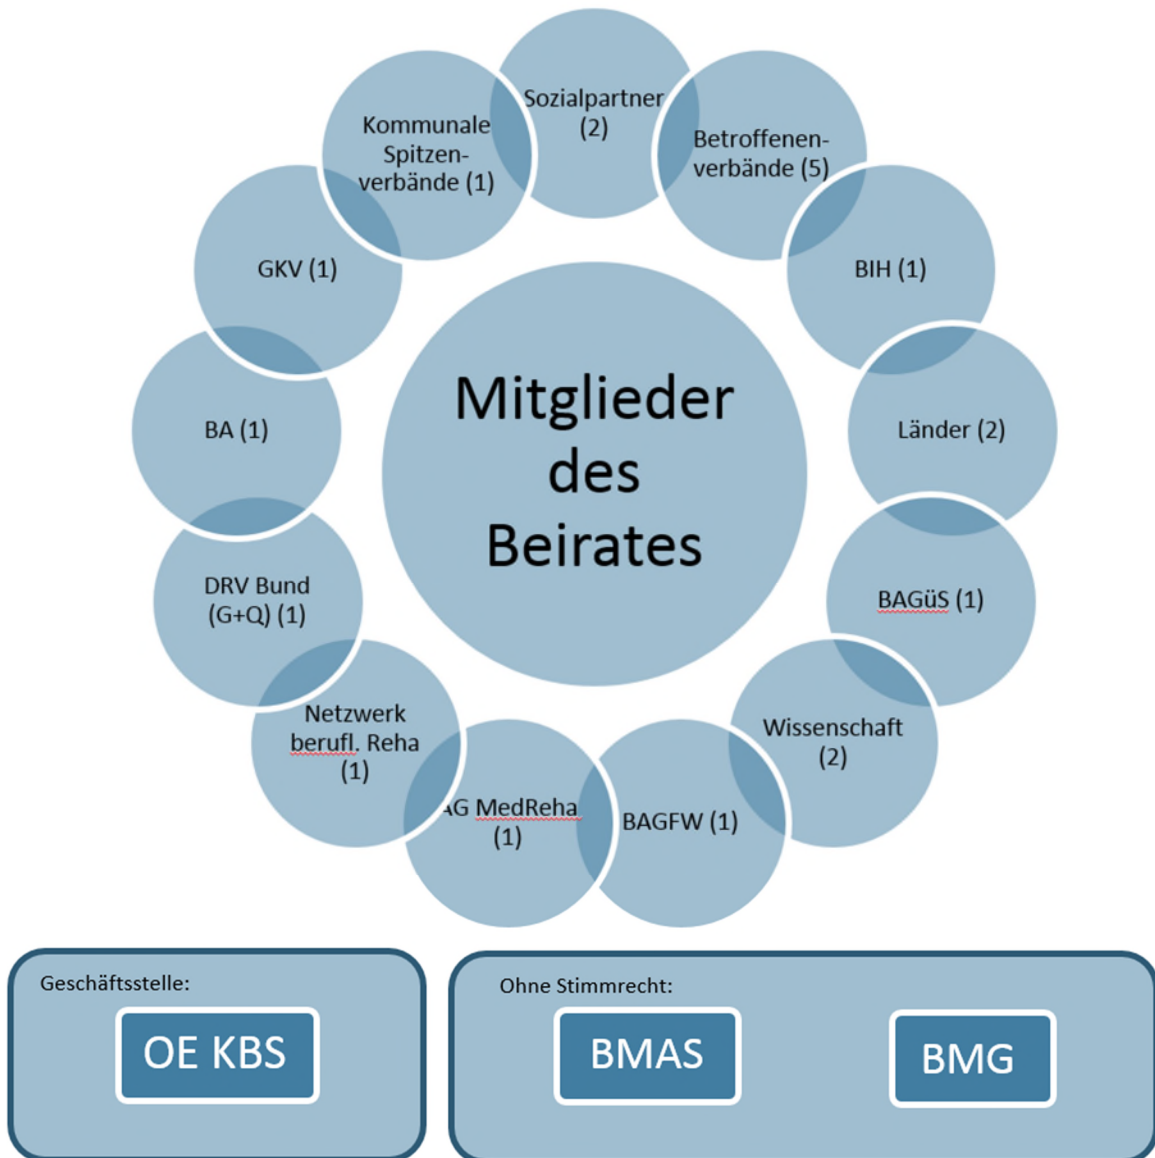 Sozialpartner
(2)
Betroffenen-
verbände (5)
BIH (1)
Länder (2)
BAGüS (1)
Wissenschaft
(2)
BAGFW (1)
AG MedReha
(1)
Netzwerk
berufl. Reha
(1)
DRV Bund
(G+Q) (1)
BA (1)
GKV (1)
Kommunale
Spitzen-
verbände (1)
Mitglieder
des
Beirates
Geschäftsstelle:
OE KBS
Ohne Stimmrecht:
BMAS
BMG